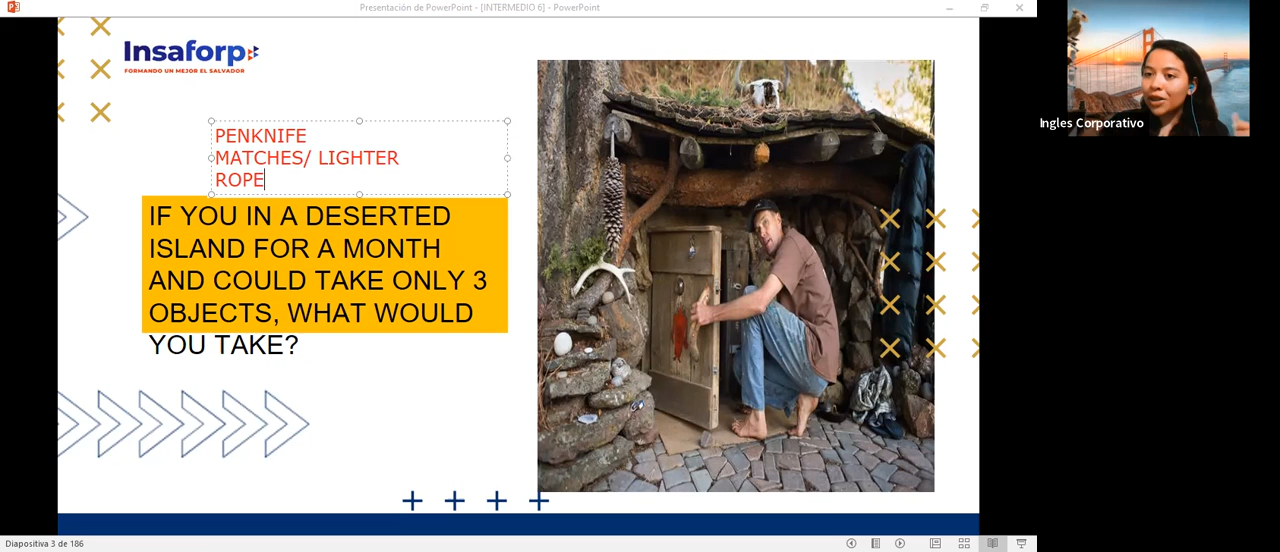 Presentación de PowerPoint - [INTERMEDIO 6] - PowerPoint
Insaforp
FORMANDO UN MEJOR EL SALVADOR
PENKNIFE
MATCHES/ LIGHTER
ROPE
IF YOU IN A DESERTED
ISLAND FOR A MONTH
AND COULD TAKE ONLY 3
OBJECTS, WHAT WOULD
YOU TAKE?
Ingles Corporativo
Diapositiva 3 de 186